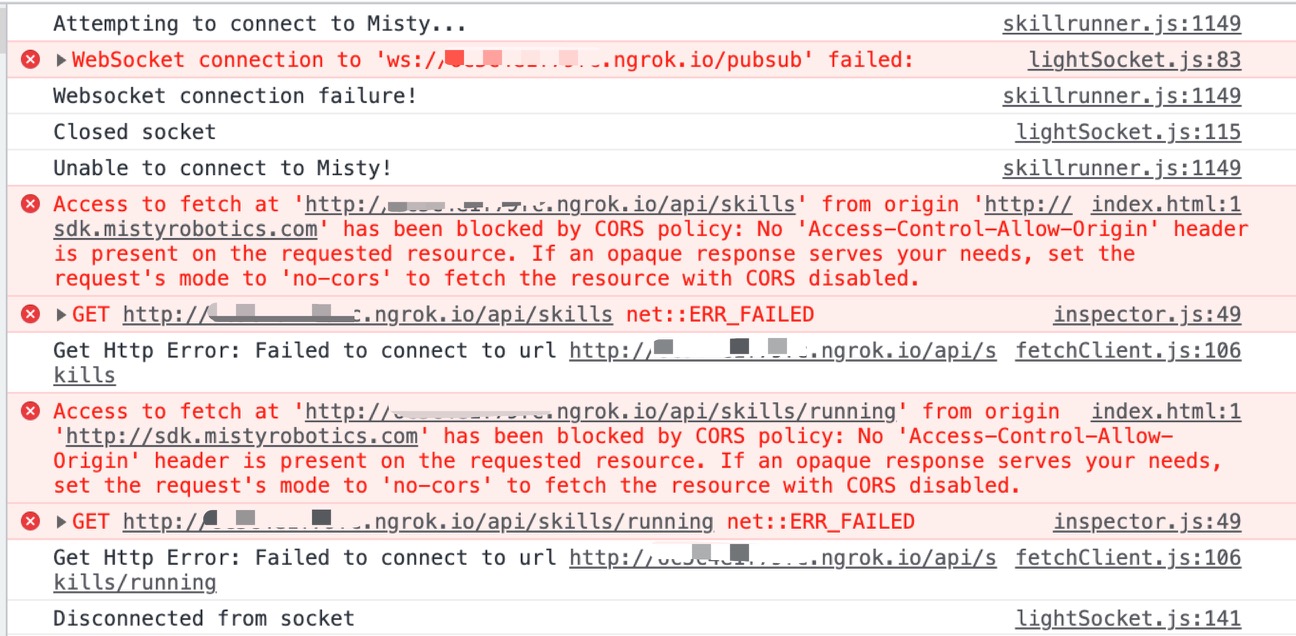 Attempting to connect to Misty... skillrunner.js:1149
▶WebSocket connection to 'ws:// .ngrok.io/pubsub' failed: lightSocket.js:83
Websocket connection failure! skillrunner.js:1149
Closed socket lightSocket.js:115
Unable to connect to Misty! skillrunner.js:1149
Access to fetch at 'http:/ .ngrok.io/api/skills' from origin 'http:// index.html:1
sdk.mistyrobotics.com' has been blocked by CORS policy: No 'Access-Control-Allow-Origin' header
is present on the requested resource. If an opaque response serves your needs, set the
request's mode to 'no-cors' to fetch the resource with CORS disabled.
▶GET http:// .ngrok.io/api/skills net::ERR_FAILED inspector.js:49
Get Http Error: Failed to connect to url http:// .ngrok.io/api/s fetchClient.js:106
kills
Access to fetch at 'http:// .ngrok.io/api/skills/running' from origin index.html:1
'http://sdk.mistyrobotics.com' has been blocked by CORS policy: No 'Access-Control-Allow-
Origin' header is present on the requested resource. If an opaque response serves your needs,
set the request's mode to 'no-cors' to fetch the resource with CORS disabled.
▶GET http:// .ngrok.io/api/skills/running net::ERR_FAILED inspector.js:49
Get Http Error: Failed to connect to url http:// .ngrok.io/api/s fetchClient.js:106
kills/running
Disconnected from socket lightSocket.js:141